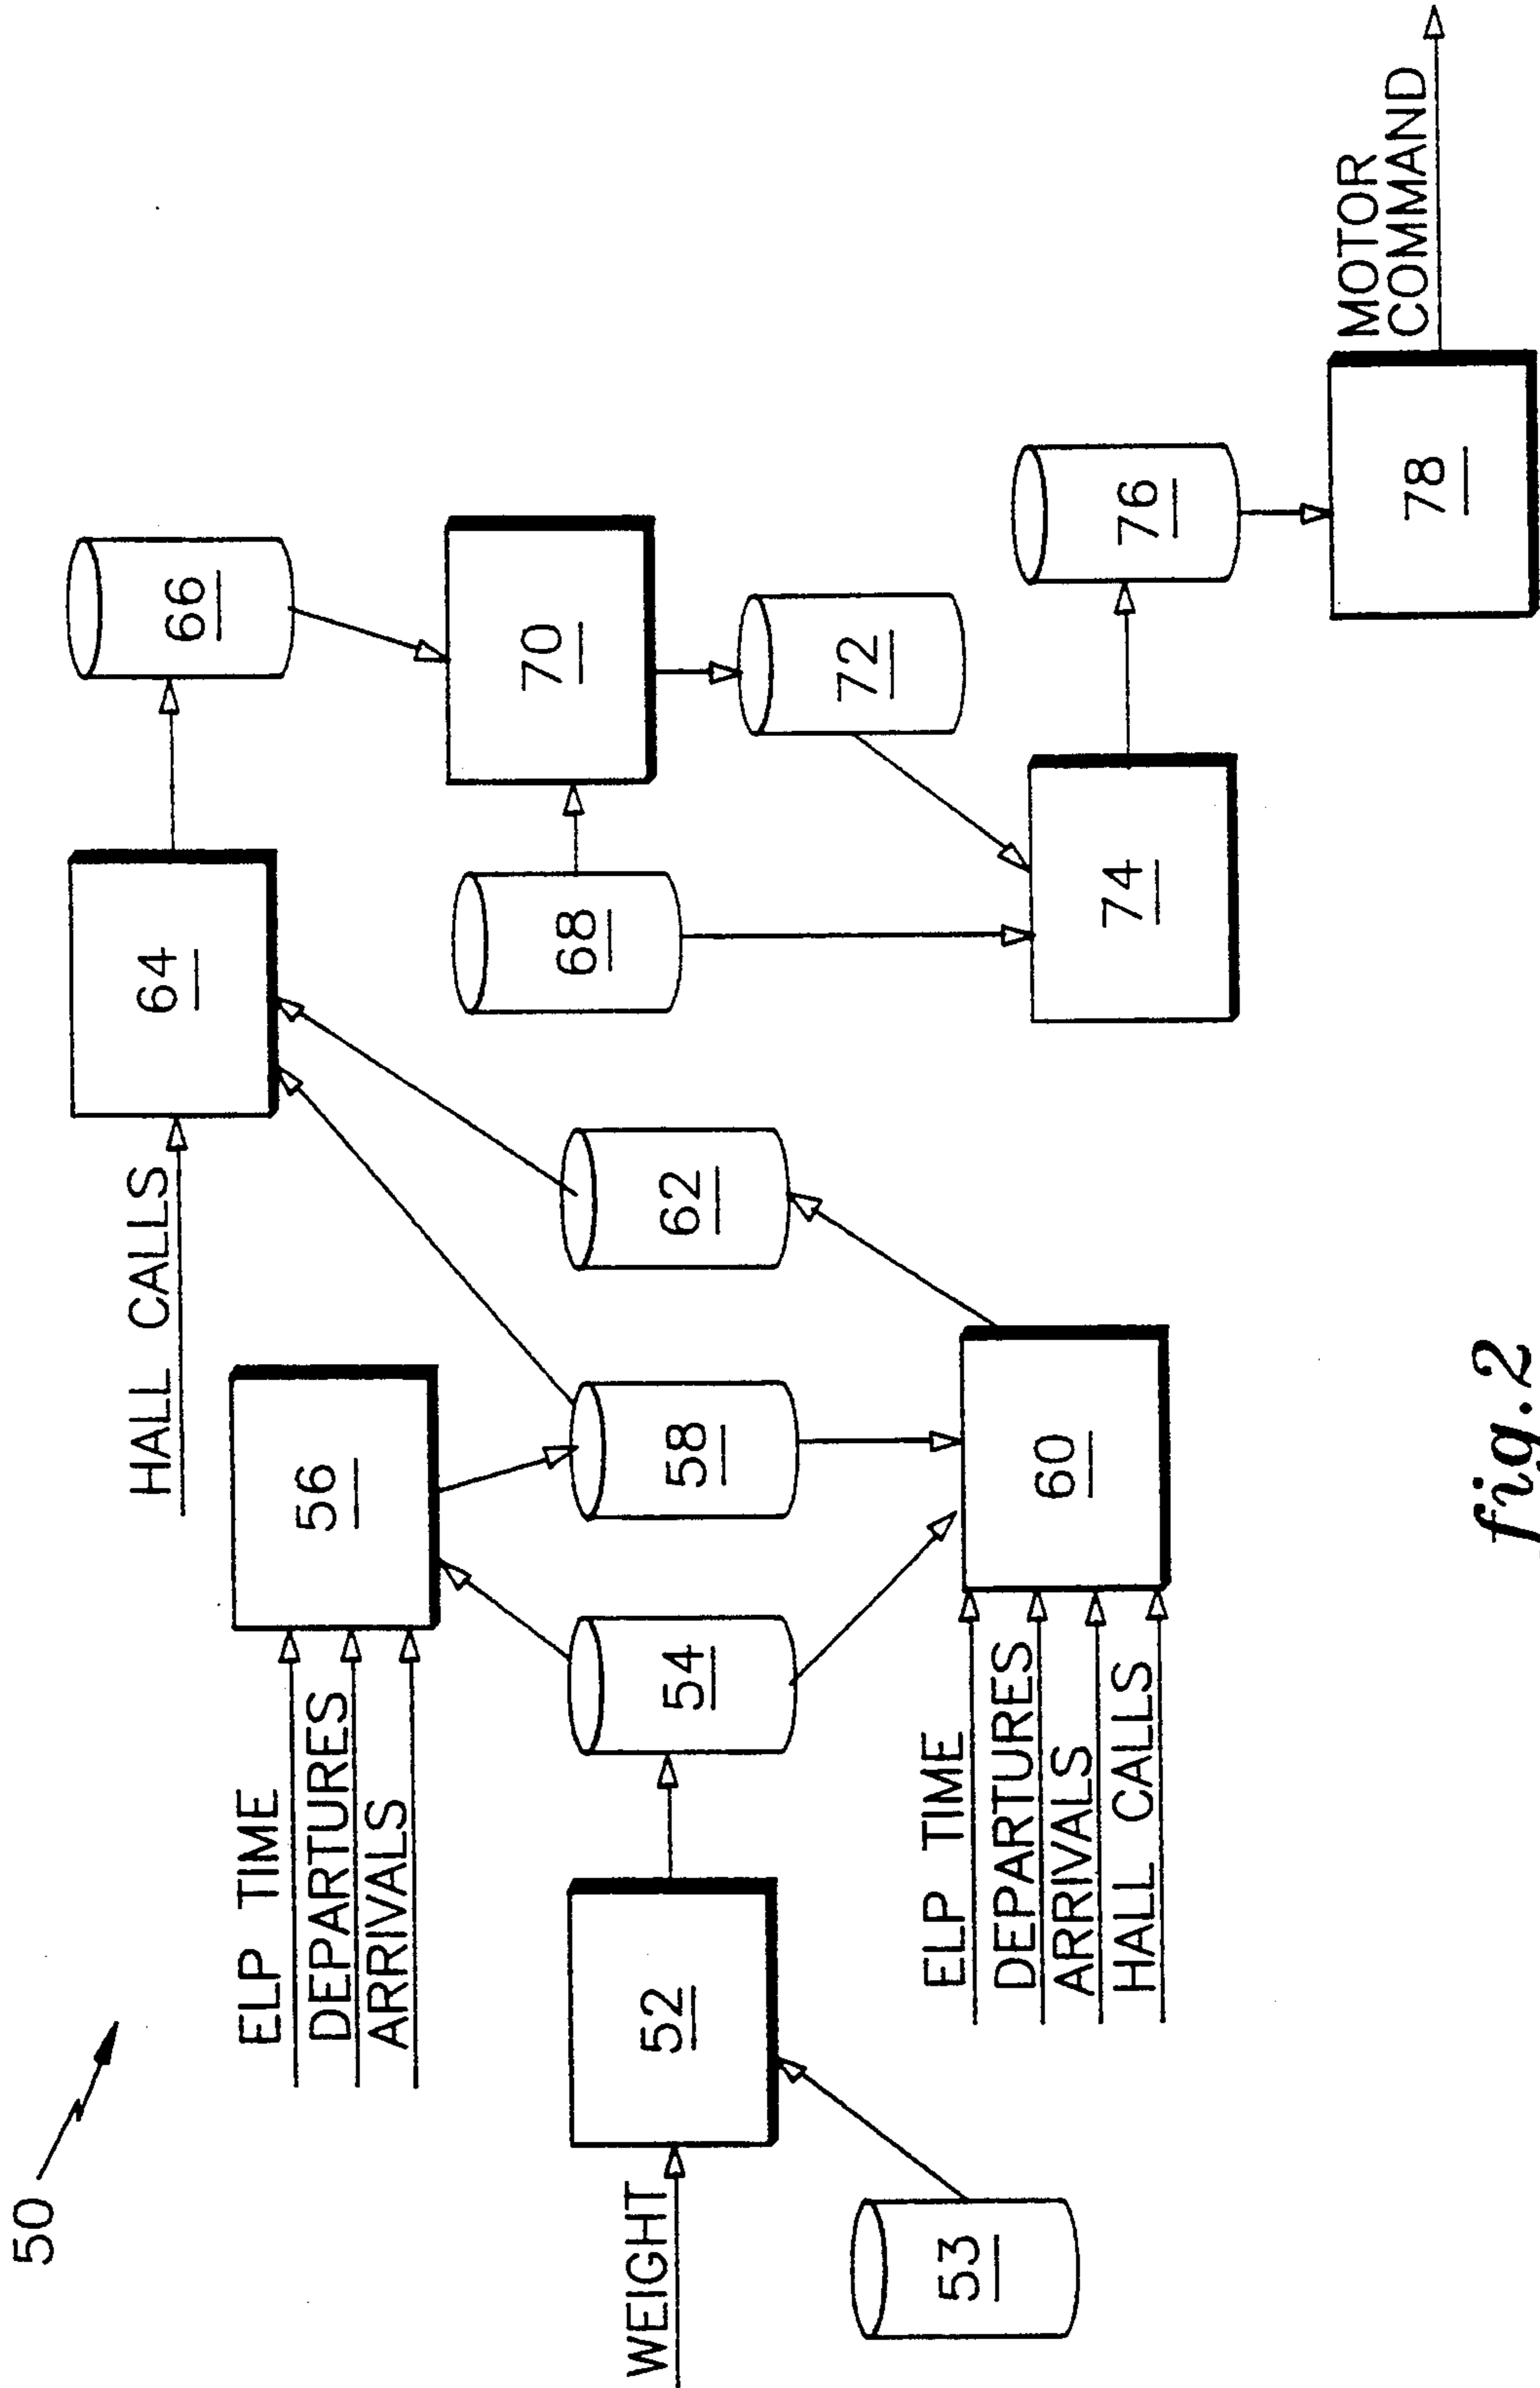 50
HALL CALLS
64
66
ELP TIME
DEPARTURES
ARRIVALS
56
68
70
WEIGHT
52
54
58
62
72
53
ELP TIME
DEPARTURES
ARRIVALS
HALL CALLS
60
74
76
78
MOTOR
COMMAND
fig.2